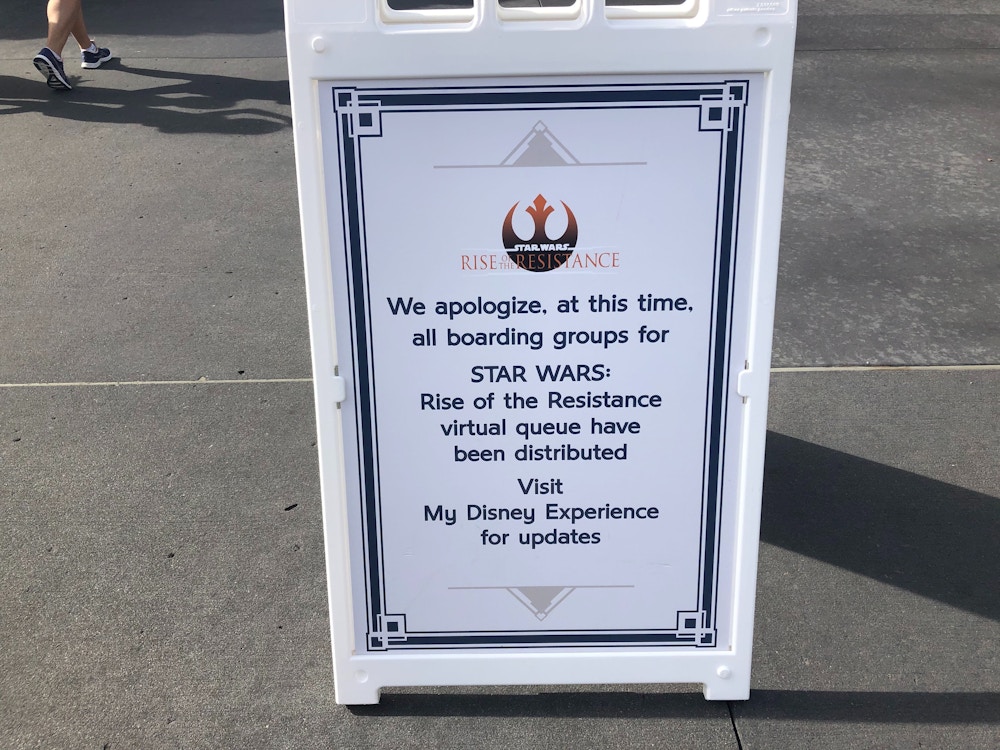 STAR WARS
RISE OF THE RESISTANCE
We apologize, at this time,
all boarding groups for
STAR WARS:
Rise of the Resistance
virtual queue have
been distributed
Visit
My Disney Experience
for updates